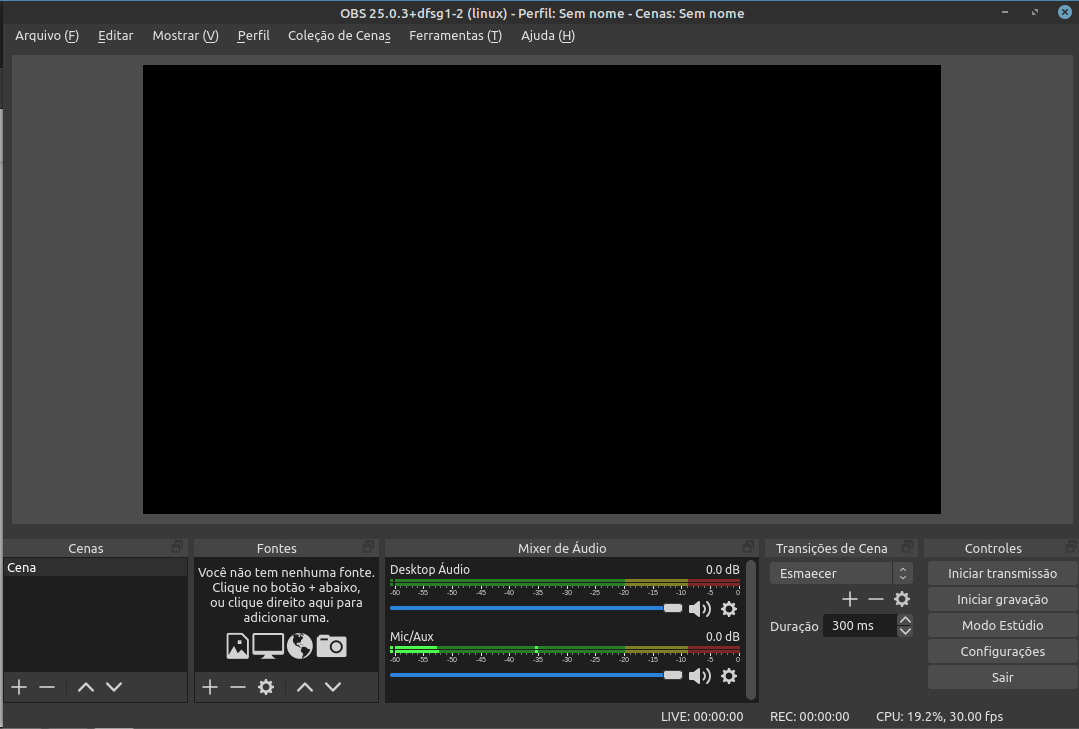 OBS 25.0.3+dfsg1-2 (linux) - Perfil: Sem nome - Cenas: Sem nome
Arquivo (F) Editar Mostrar (V) Perfil Coleção de Cenas Ferramentas (T) Ajuda (H)
Cenas
Cena
Fontes
Você não tem nenhuma fonte.
Clique no botão + abaixo,
ou clique direito aqui para
adicionar uma.
Mixer de Áudio
Desktop Áudio 0.0 dB
-60 -55 -50 -45 -40 -35 -30 -25 -20 -15 -10 -5 0
Mic/Aux 0.0 dB
-60 -55 -50 -45 -40 -35 -30 -25 -20 -15 -10 -5 0
Transições de Cena
Esmaecer
Duração 300 ms
Controles
Iniciar transmissão
Iniciar gravação
Modo Estúdio
Configurações
Sair
LIVE: 00:00:00 REC: 00:00:00 CPU: 19.2%, 30.00 fps